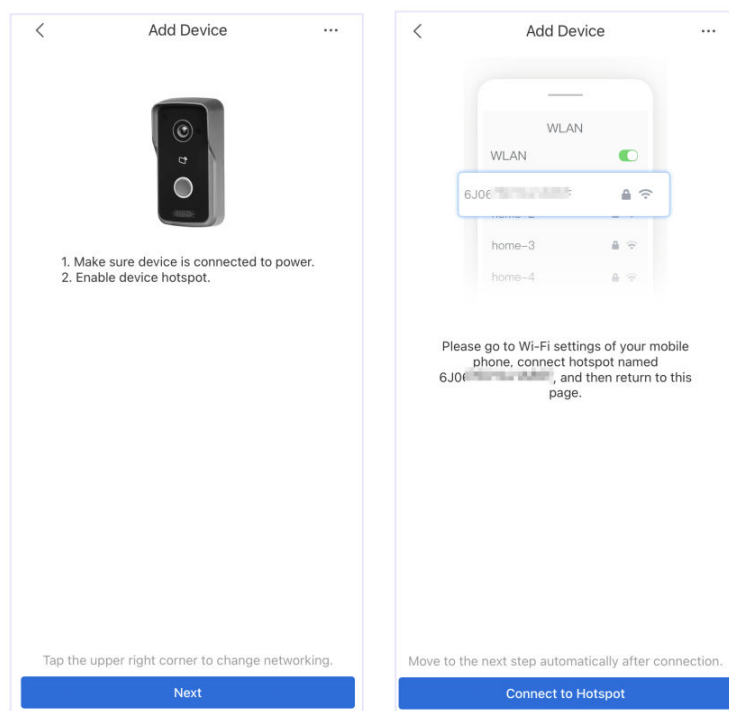 Add Device
1. Make sure device is connected to power.
2. Enable device hotspot.
Tap the upper right corner to change networking.
Next
Add Device
WLAN
WLAN
home-3
home-4
Please go to Wi-Fi settings of your mobile
phone, connect hotspot named
, and then return to this
page.
Move to the next step automatically after connection.
Connect to Hotspot